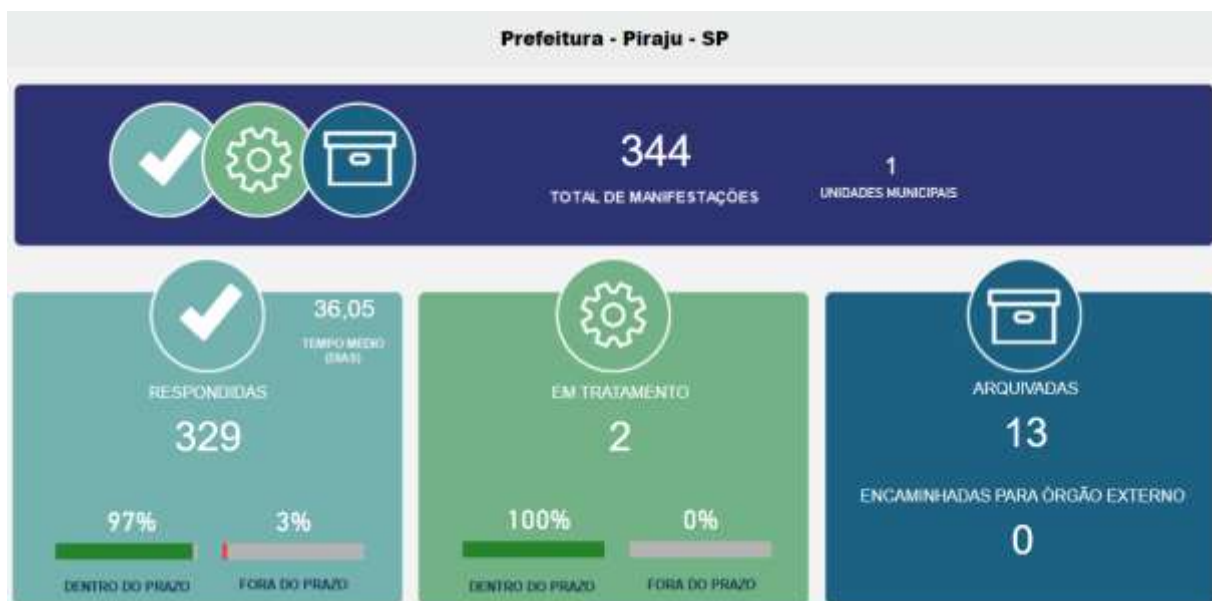 Prefeitura - Piraju - SP
344
TOTAL DE MANIFESTAÇÕES
1
UNIDADES MUNICIPAIS
36,05
TEMPO MÉDIO
(DIAS)
RESPONDIDAS
329
97%
3%
DENTRO DO PRAZO
FORA DO PRAZO
EM TRATAMENTO
2
100%
0%
DENTRO DO PRAZO
FORA DO PRAZO
ARQUIVADAS
13
ENCAMINHADAS PARA ÓRGÃO EXTERNO
0